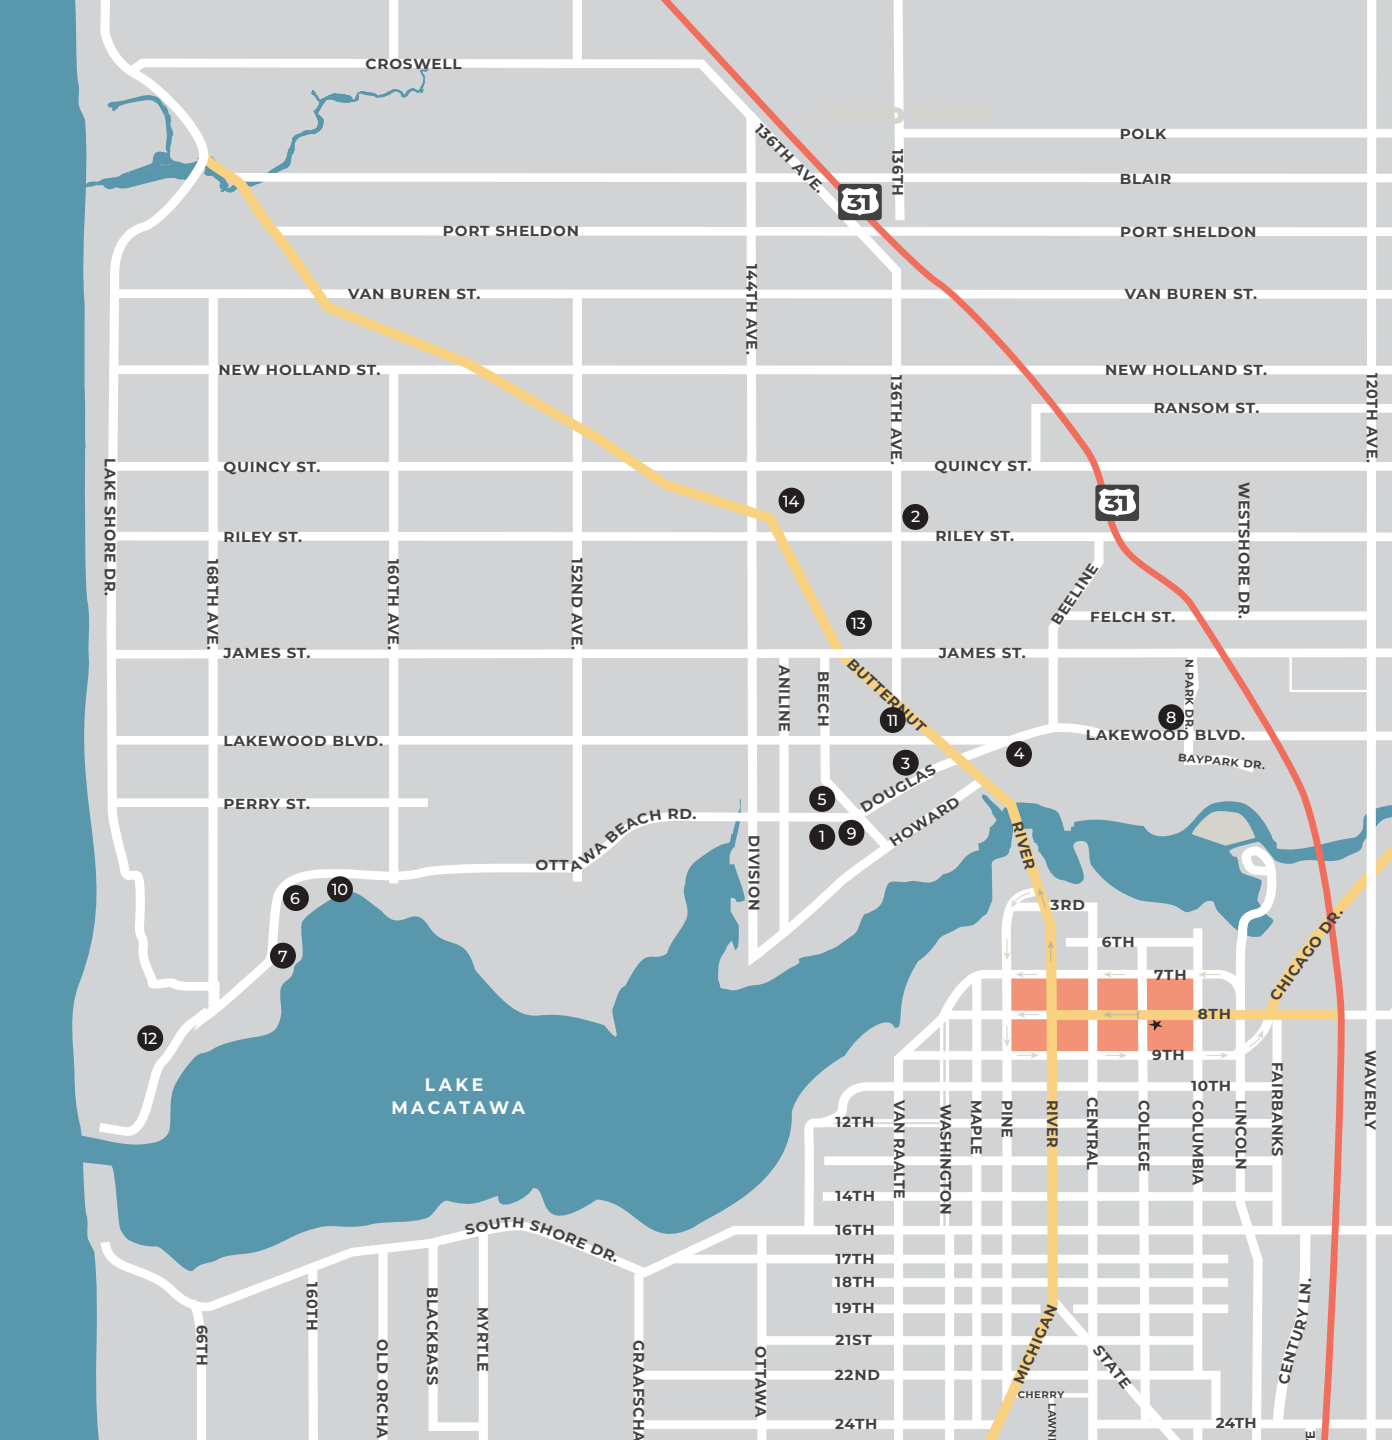 CROSWELL
136TH AVE.
136TH
POLK
BLAIR
31
PORT SHELDON
PORT SHELDON
144TH AVE.
VAN BUREN ST.
VAN BUREN ST.
NEW HOLLAND ST.
136TH AVE.
NEW HOLLAND ST.
120TH AVE.
RANSOM ST.
LAKE SHORE DR.
QUINCY ST.
QUINCY ST.
31
WESTSHORE DR.
14
2
RILEY ST.
RILEY ST.
168TH AVE.
160TH AVE.
152ND AVE.
BEELINE
FELCH ST.
13
JAMES ST.
JAMES ST.
ANILINE
BEECH
BUTTERNUT
N PARK DR.
11
8
LAKEWOOD BLVD.
LAKEWOOD BLVD.
4
3
BAYPARK DR.
DOUGLAS
5
PERRY ST.
OTTAWA BEACH RD.
HOWARD
1
9
RIVER
DIVISION
6
10
3RD
CHICAGO DR.
6TH
7
7TH
8TH
12
9TH
LAKE
MACATAWA
10TH
12TH
VAN RAALTE
WASHINGTON
MAPLE
PINE
RIVER
CENTRAL
COLLEGE
COLUMBIA
LINCOLN
FAIRBANKS
WAVERLY
14TH
SOUTH SHORE DR.
16TH
17TH
18TH
19TH
66TH
160TH
OLD ORCHA
BLACKBASS
MYRTLE
GRAAFSCHA
OTTAWA
21ST
MICHIGAN
STATE
CENTURY LN.
22ND
CHERRY
LAWN
24TH
24TH